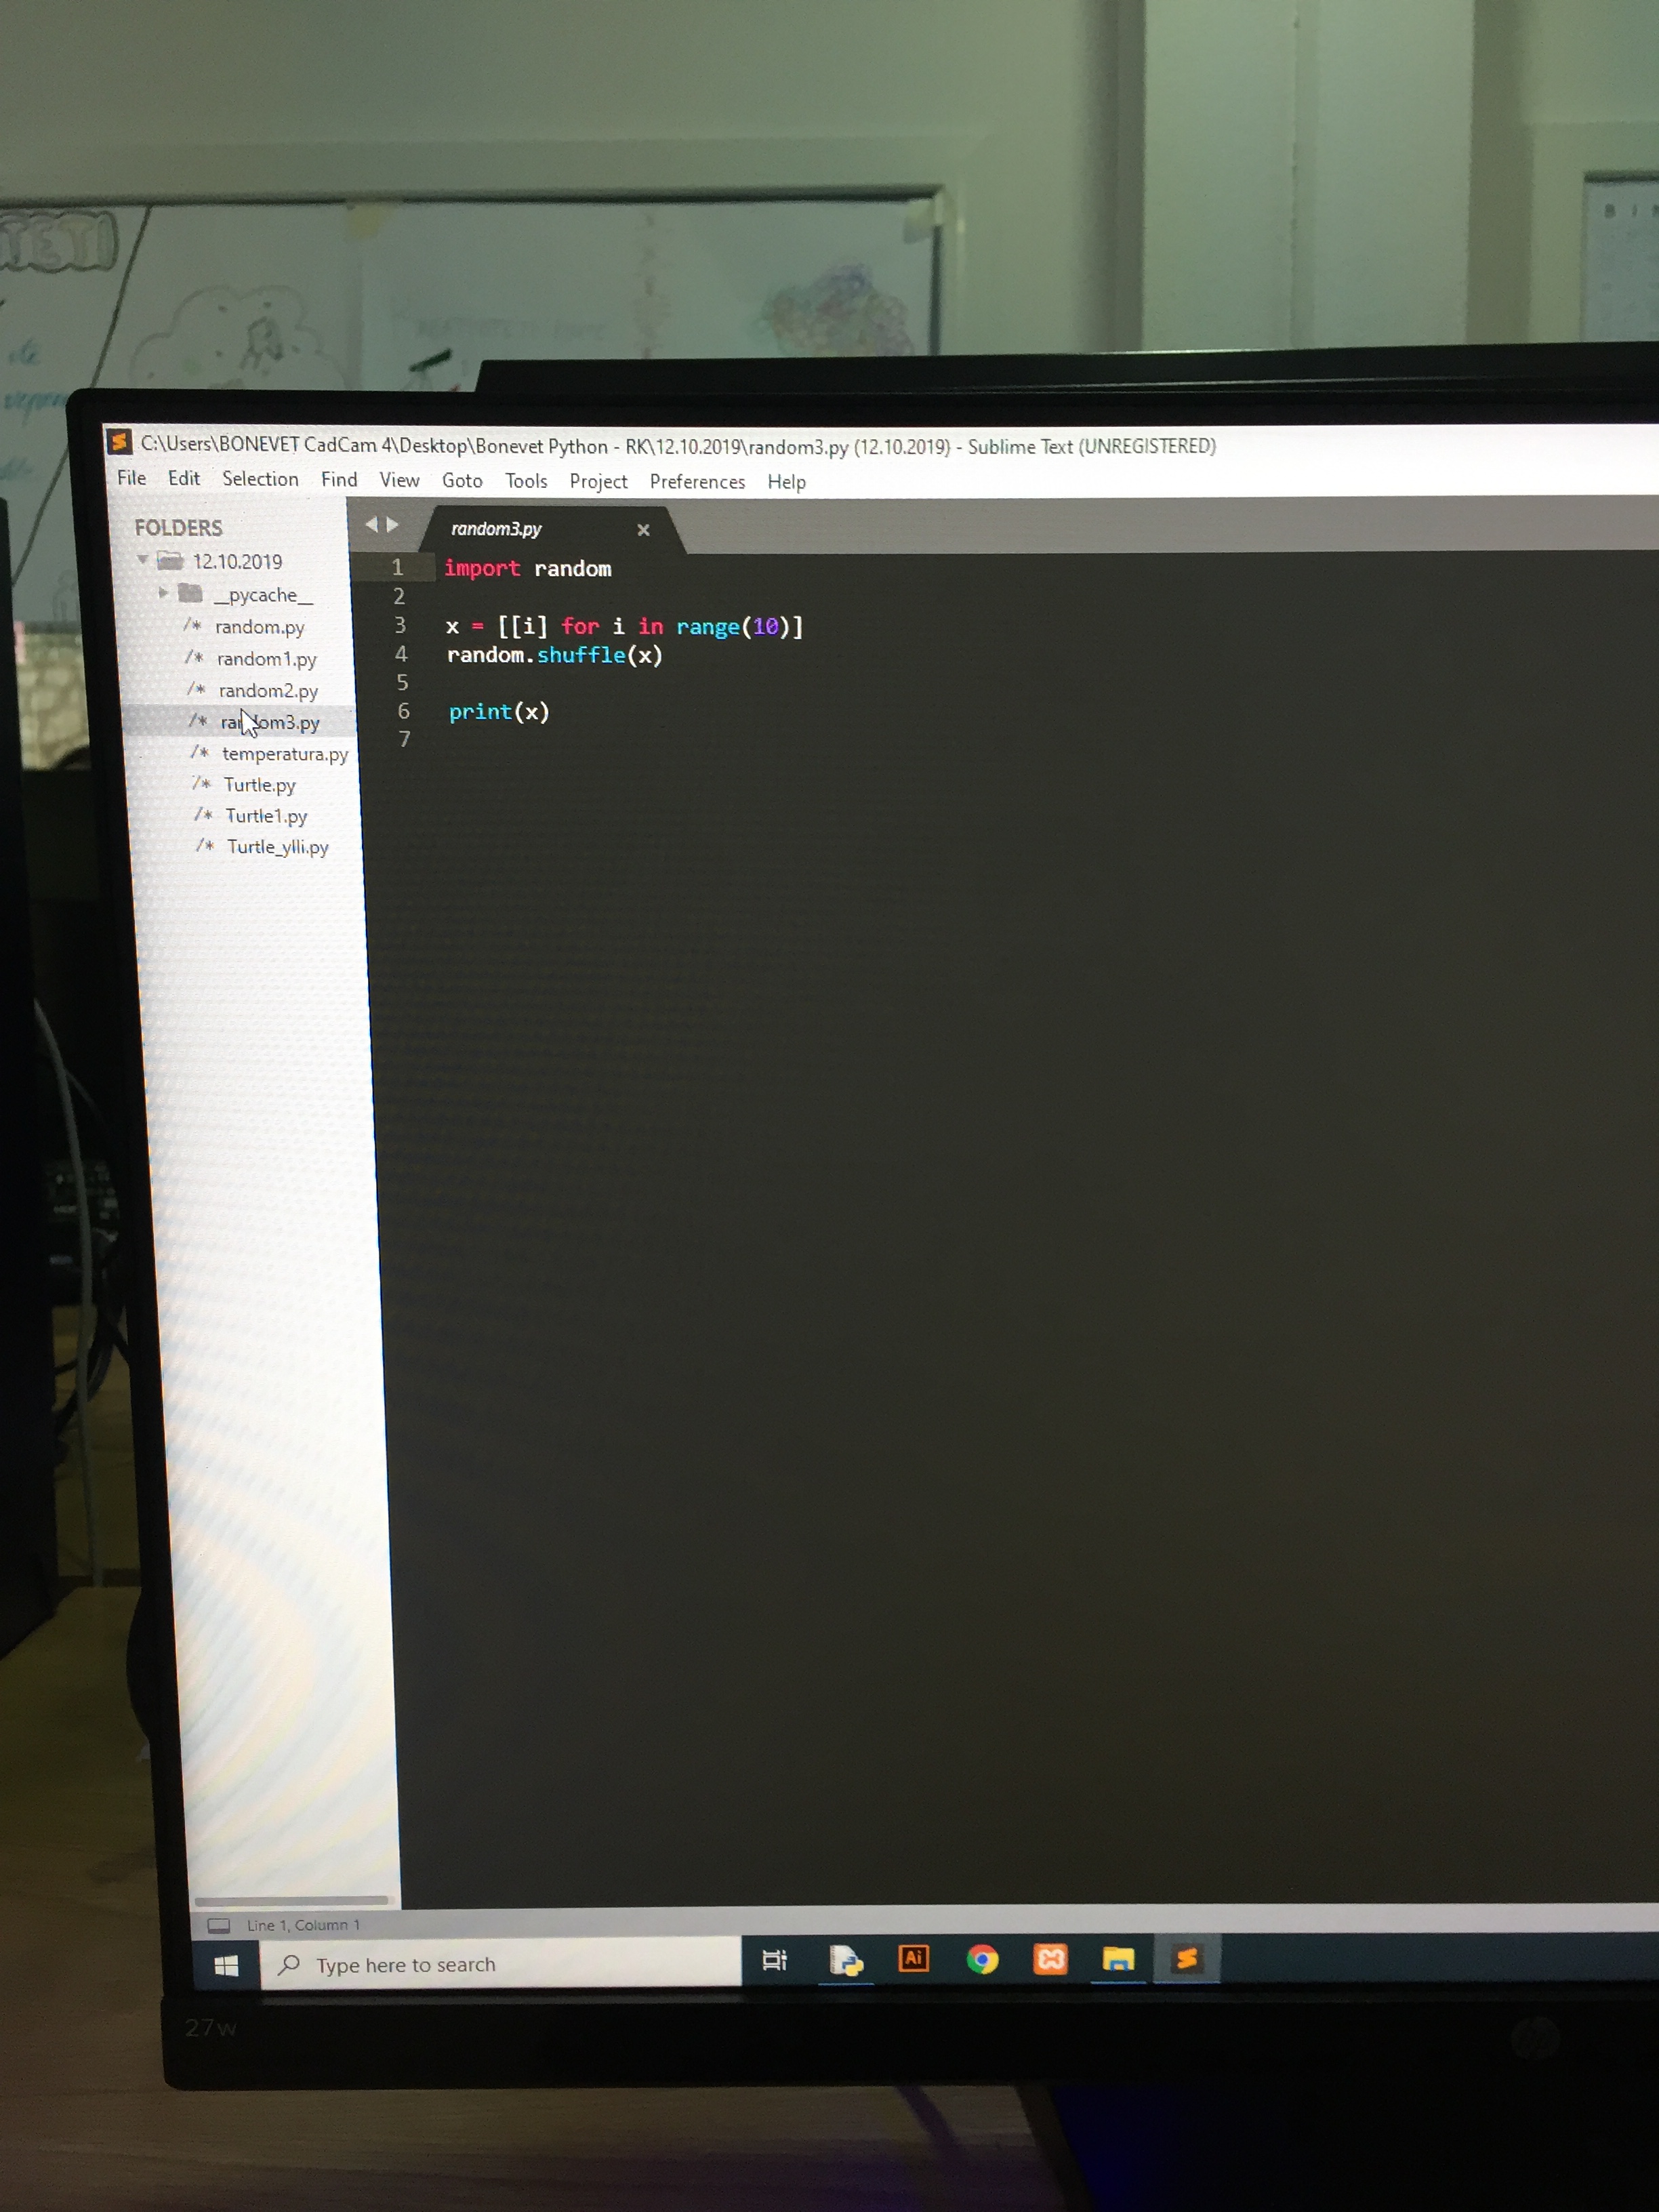 TETI
B I
C:\Users\BONEVET CadCam 4\Desktop\Bonevet Python - RK\12.10.2019\random3.py (12.10.2019) - Sublime Text (UNREGISTERED)
File Edit Selection Find View Goto Tools Project Preferences Help
FOLDERS
12.10.2019
__pycache__
/* random.py
/* random1.py
/* random2.py
/* random3.py
/* temperatura.py
/* Turtle.py
/* Turtle1.py
/* Turtle_ylli.py
random3.py
1 import random
2
3 x = [[i] for i in range(10)]
4 random.shuffle(x)
5
6 print(x)
7
Line 1, Column 1
Type here to search
Ai
27w
hp